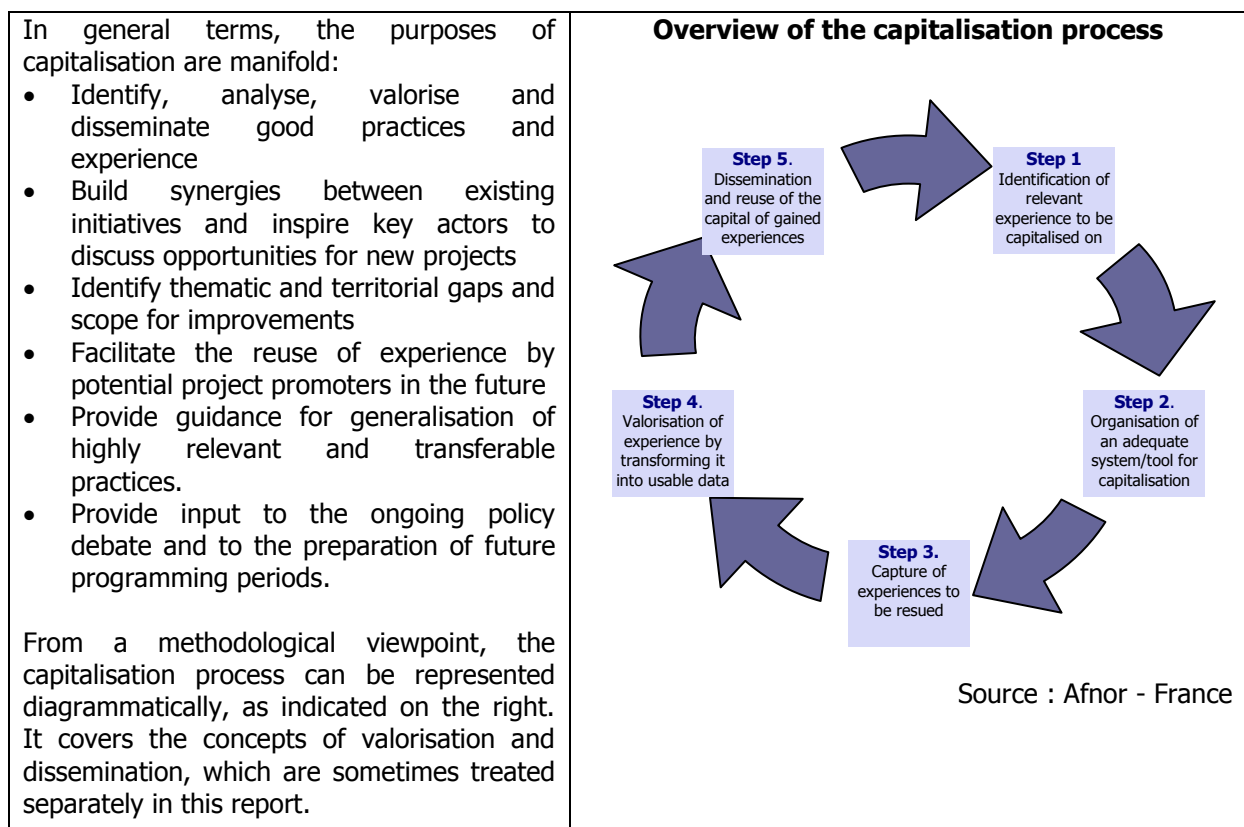 In general terms, the purposes of
capitalisation are manifold:
• Identify, analyse, valorise and
disseminate good practices and
experience
• Build synergies between existing
initiatives and inspire key actors to
discuss opportunities for new projects
• Identify thematic and territorial gaps and
scope for improvements
• Facilitate the reuse of experience by
potential project promoters in the future
• Provide guidance for generalisation of
highly relevant and transferable
practices.
• Provide input to the ongoing policy
debate and to the preparation of future
programming periods.
From a methodological viewpoint, the
capitalisation process can be represented
diagrammatically, as indicated on the right.
It covers the concepts of valorisation and
dissemination, which are sometimes treated
separately in this report.
Overview of the capitalisation process
Step 1
Identification of
relevant
experience to be
capitalised on
Step 2.
Organisation of
an adequate
system/tool for
capitalisation
Step 3.
Capture of
experiences to
be resued
Step 4.
Valorisation of
experience by
transforming it
into usable data
Step 5.
Dissemination
and reuse of the
capital of gained
experiences
Source : Afnor - France